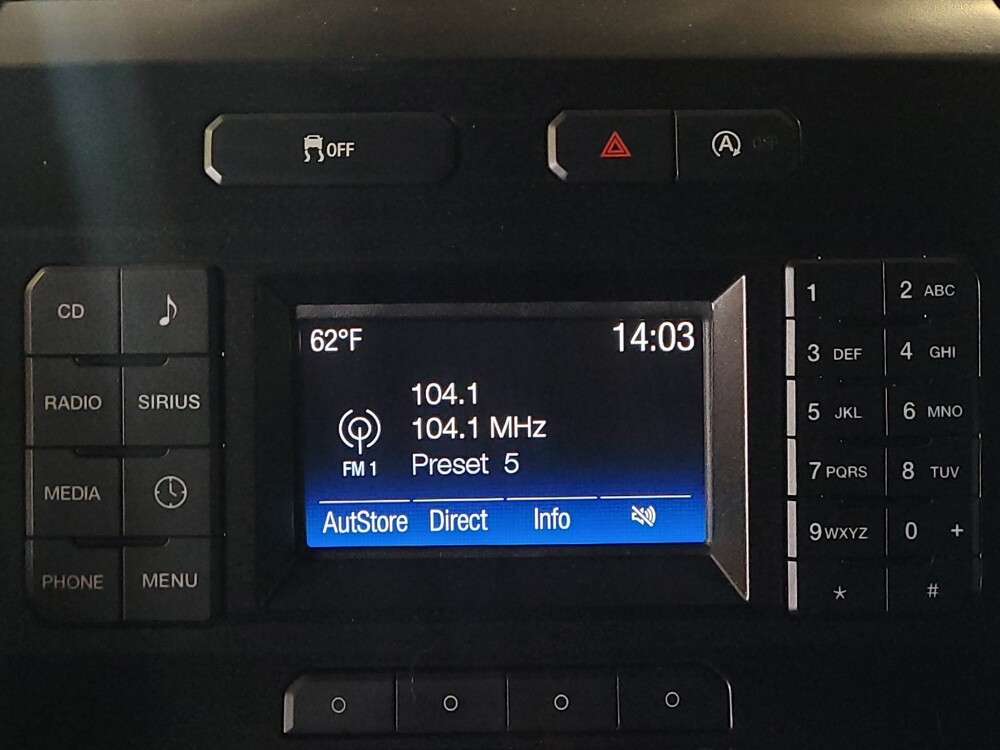 OFF
A
62°F 14:03
104.1
104.1 MHz
Preset 5
FM 1
AutStore Direct Info
CD
RADIO SIRIUS
MEDIA
PHONE MENU
1 2 ABC
3 DEF 4 GHI
5 JKL 6 MNO
7 PQRS 8 TUV
9 WXYZ 0 +
* #